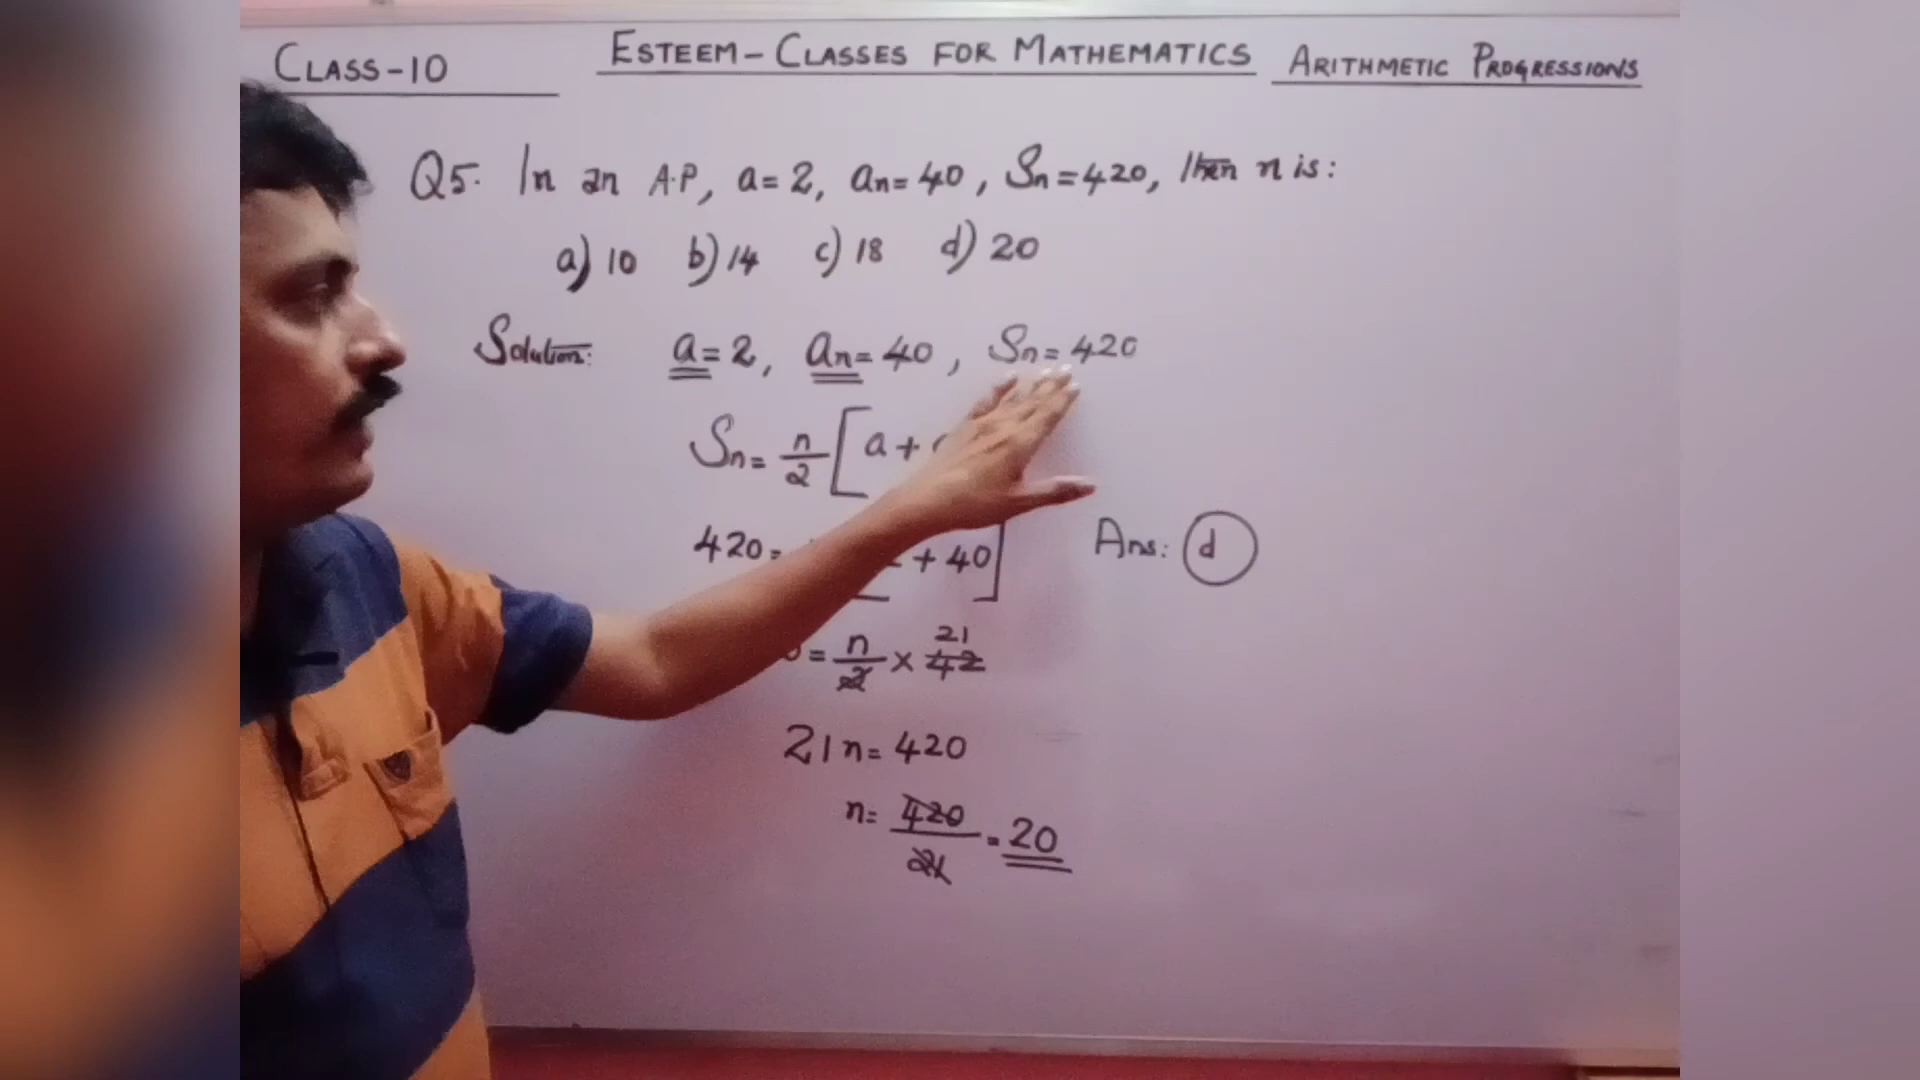 CLASS-10 ESTEEM-CLASSES FOR MATHEMATICS ARITHMETIC PROGRESSIONS
Q5. In an A.P, a=2, an=40, Sn=420, then n is:
a) 10 b) 14 c) 18 d) 20
Solution: a=2, an=40, Sn=420
Sn= n/2 [a+
420= + 40] Ans: d
= n/2 × 42 21
21n=420
n= 420/21 = 20